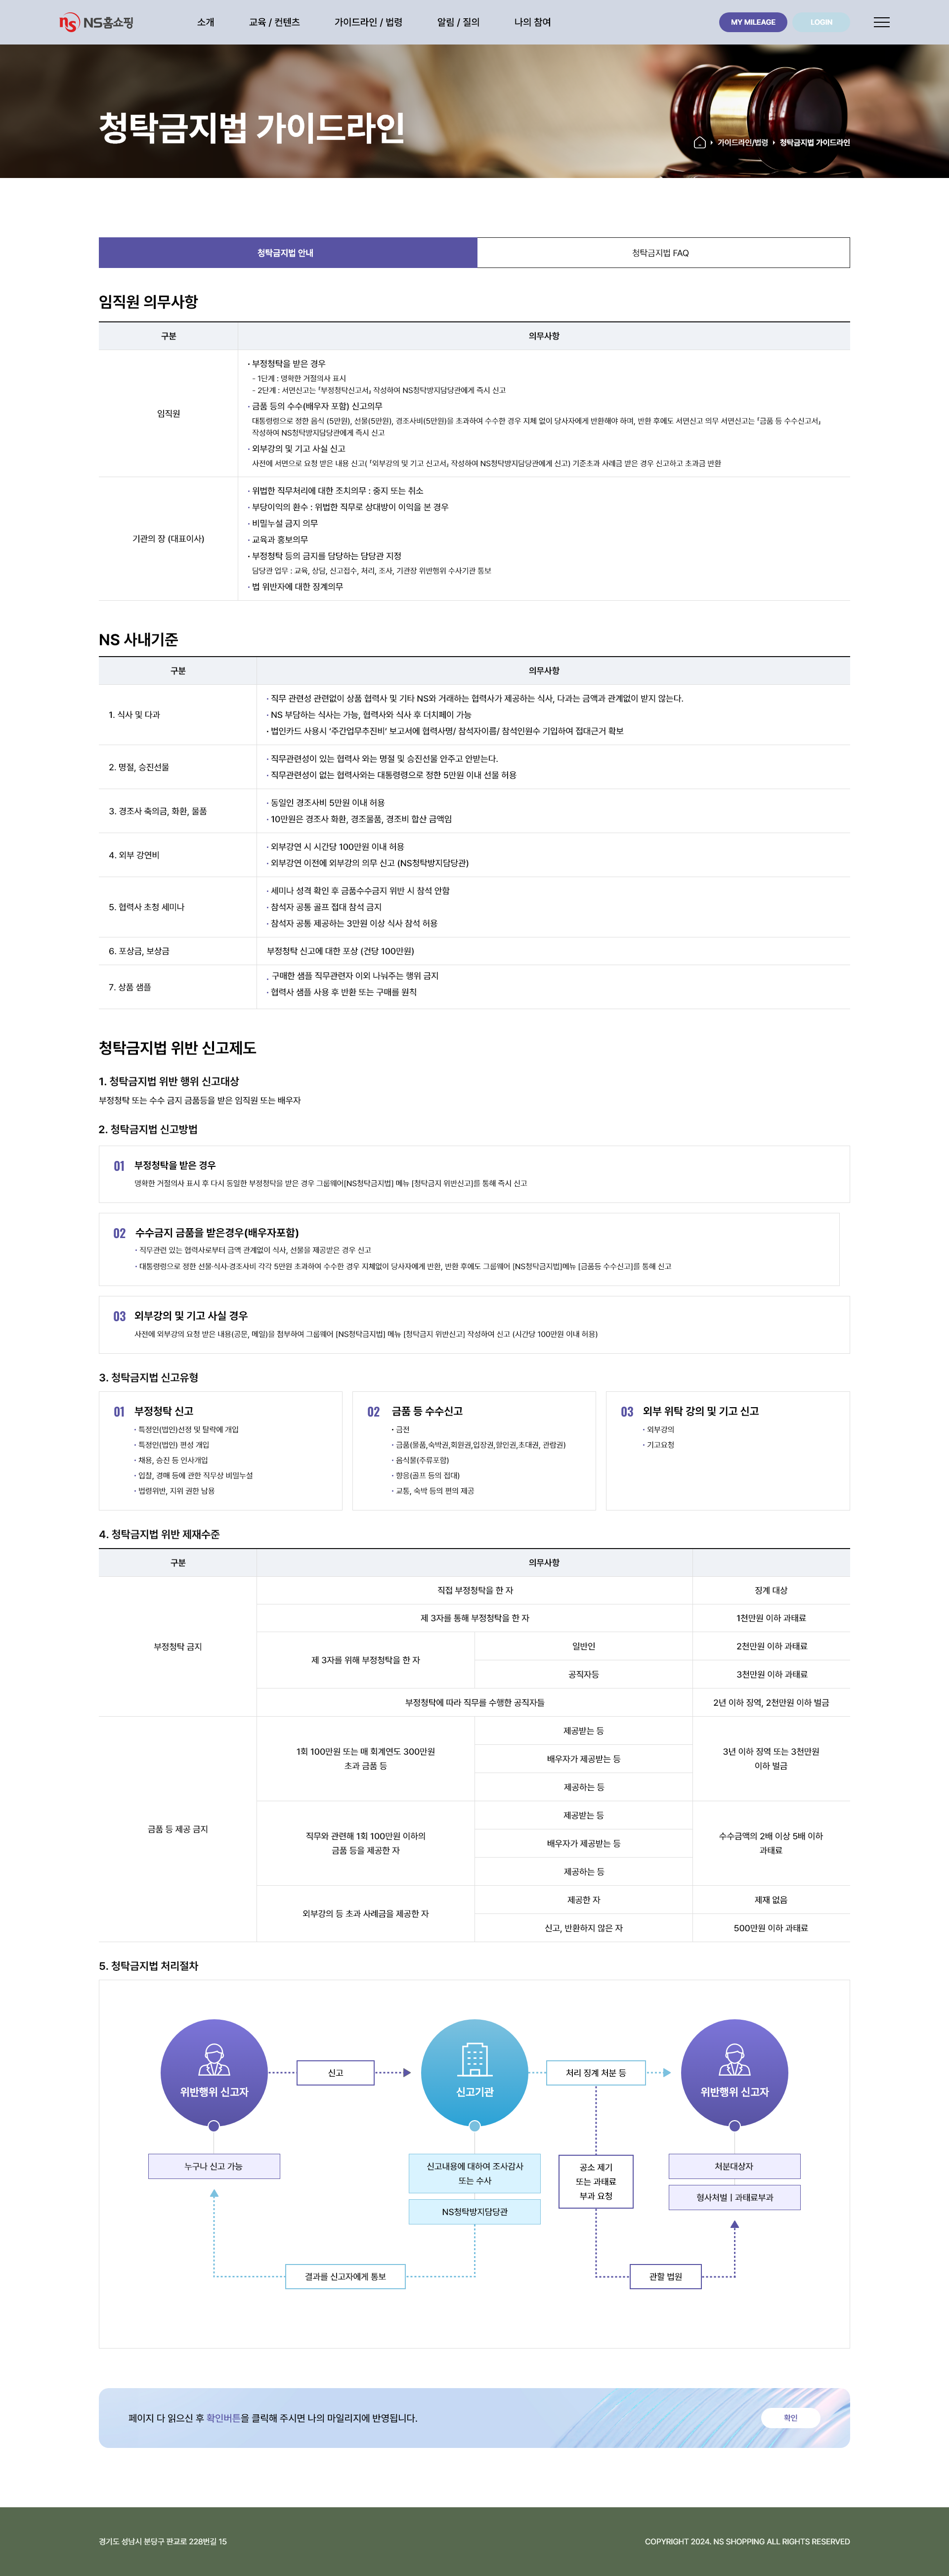 NS홈쇼핑
소개
교육 / 컨텐츠
가이드라인 / 법령
알림 / 질의
나의 참여
MY MILEAGE
LOGIN
청탁금지법 가이드라인
가이드라인/법령
청탁금지법 가이드라인
청탁금지법 안내
청탁금지법 FAQ
임직원 의무사항
구분
의무사항
임직원
· 부정청탁을 받은 경우
- 1단계 : 명확한 거절의사 표시
- 2단계 : 서면신고는 「부정청탁신고서」 작성하여 NS청탁방지담당관에게 즉시 신고
· 금품 등의 수수(배우자 포함) 신고의무
대통령령으로 정한 음식 (5만원), 선물(5만원), 경조사비(5만원)을 초과하여 수수한 경우 지체 없이 당사자에게 반환해야 하며, 반환 후에도 서면신고 의무 서면신고는 「금품 등 수수신고서」
작성하여 NS청탁방지담당관에게 즉시 신고
· 외부강의 및 기고 사실 신고
사전에 서면으로 요청 받은 내용 신고( 「외부강의 및 기고 신고서」 작성하여 NS청탁방지담당관에게 신고) 기준초과 사례금 받은 경우 신고하고 초과금 반환
기관의 장 (대표이사)
· 위법한 직무처리에 대한 조치의무 : 중지 또는 취소
· 부당이익의 환수 : 위법한 직무로 상대방이 이익을 본 경우
· 비밀누설 금지 의무
· 교육과 홍보의무
· 부정청탁 등의 금지를 담당하는 담당관 지정
담당관 업무 : 교육, 상담, 신고접수, 처리, 조사, 기관장 위반행위 수사기관 통보
· 법 위반자에 대한 징계의무
NS 사내기준
구분
의무사항
1. 식사 및 다과
· 직무 관련성 관련없이 상품 협력사 및 기타 NS와 거래하는 협력사가 제공하는 식사, 다과는 금액과 관계없이 받지 않는다.
· NS 부담하는 식사는 가능, 협력사와 식사 후 더치페이 가능
· 법인카드 사용시 '주간업무추진비' 보고서에 협력사명/ 참석자이름/ 참석인원수 기입하여 접대근거 확보
2. 명절, 승진선물
· 직무관련성이 있는 협력사 와는 명절 및 승진선물 안주고 안받는다.
· 직무관련성이 없는 협력사와는 대통령령으로 정한 5만원 이내 선물 허용
3. 경조사 축의금, 화환, 물품
· 동일인 경조사비 5만원 이내 허용
· 10만원은 경조사 화환, 경조물품, 경조비 합산 금액임
4. 외부 강연비
· 외부강연 시 시간당 100만원 이내 허용
· 외부강연 이전에 외부강의 의무 신고 (NS청탁방지담당관)
5. 협력사 초청 세미나
· 세미나 성격 확인 후 금품수수금지 위반 시 참석 안함
· 참석자 공통 골프 접대 참석 금지
· 참석자 공통 제공하는 3만원 이상 식사 참석 허용
6. 포상금, 보상금
부정청탁 신고에 대한 포상 (건당 100만원)
7. 상품 샘플
. 구매한 샘플 직무관련자 이외 나눠주는 행위 금지
· 협력사 샘플 사용 후 반환 또는 구매를 원칙
청탁금지법 위반 신고제도
1. 청탁금지법 위반 행위 신고대상
부정청탁 또는 수수 금지 금품등을 받은 임직원 또는 배우자
2. 청탁금지법 신고방법
01 부정청탁을 받은 경우
명확한 거절의사 표시 후 다시 동일한 부정청탁을 받은 경우 그룹웨어[NS청탁금지법] 메뉴 [청탁금지 위반신고]를 통해 즉시 신고
02 수수금지 금품을 받은경우(배우자포함)
· 직무관련 있는 협력사로부터 금액 관계없이 식사, 선물을 제공받은 경우 신고
· 대통령령으로 정한 선물·식사·경조사비 각각 5만원 초과하여 수수한 경우 지체없이 당사자에게 반환, 반환 후에도 그룹웨어 [NS청탁금지법]메뉴 [금품등 수수신고]를 통해 신고
03 외부강의 및 기고 사실 경우
사전에 외부강의 요청 받은 내용(공문, 메일)을 첨부하여 그룹웨어 [NS청탁금지법] 메뉴 [청탁금지 위반신고] 작성하여 신고 (시간당 100만원 이내 허용)
3. 청탁금지법 신고유형
01 부정청탁 신고
· 특정인(법인)선정 및 탈락에 개입
· 특정인(법인) 편성 개입
· 채용, 승진 등 인사개입
· 입찰, 경매 등에 관한 직무상 비밀누설
· 법령위반, 지위 권한 남용
02 금품 등 수수신고
· 금전
· 금품(물품,숙박권,회원권,입장권,할인권,초대권, 관람권)
· 음식물(주류포함)
· 향응(골프 등의 접대)
· 교통, 숙박 등의 편의 제공
03 외부 위탁 강의 및 기고 신고
· 외부강의
· 기고요청
4. 청탁금지법 위반 제재수준
구분
의무사항
부정청탁 금지
직접 부정청탁을 한 자
징계 대상
제 3자를 통해 부정청탁을 한 자
1천만원 이하 과태료
제 3자를 위해 부정청탁을 한 자
일반인
2천만원 이하 과태료
공직자등
3천만원 이하 과태료
부정청탁에 따라 직무를 수행한 공직자들
2년 이하 징역, 2천만원 이하 벌금
금품 등 제공 금지
1회 100만원 또는 매 회계연도 300만원
초과 금품 등
제공받는 등
배우자가 제공받는 등
제공하는 등
3년 이하 징역 또는 3천만원
이하 벌금
직무와 관련해 1회 100만원 이하의
금품 등을 제공한 자
제공받는 등
배우자가 제공받는 등
제공하는 등
수수금액의 2배 이상 5배 이하
과태료
외부강의 등 초과 사례금을 제공한 자
제공한 자
제재 없음
신고, 반환하지 않은 자
500만원 이하 과태료
5. 청탁금지법 처리절차
위반행위 신고자
신고
신고기관
처리 징계 처분 등
위반행위 신고자
누구나 신고 가능
신고내용에 대하여 조사감사
또는 수사
NS청탁방지담당관
공소 제기
또는 과태료
부과 요청
처분대상자
형사처벌 | 과태료부과
결과를 신고자에게 통보
관할 법원
페이지 다 읽으신 후 확인버튼을 클릭해 주시면 나의 마일리지에 반영됩니다.
확인
경기도 성남시 분당구 판교로 228번길 15
COPYRIGHT 2024. NS SHOPPING ALL RIGHTS RESERVED